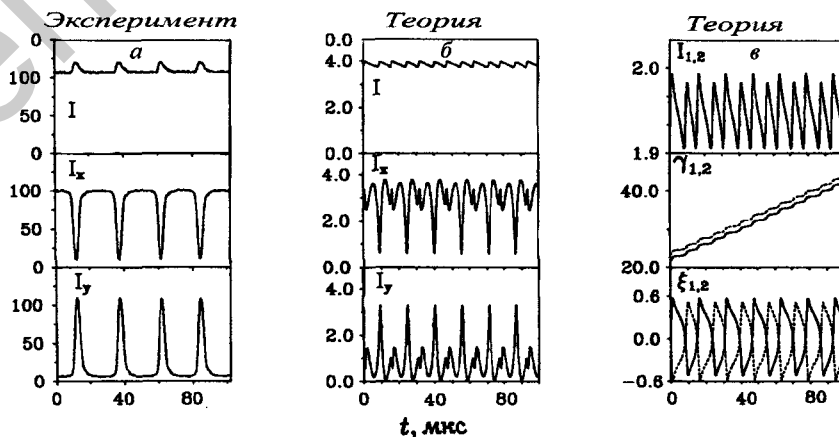 Эксперимент Теория Теория
а б в
0 0.0 I₁,₂
100 4.0 2.0
50 I 2.0 I
0 0.0 1.9
Iₓ Iₓ γ₁,₂
100 4.0 40.0
50 2.0
0 0.0 20.0
I_y I_y ξ₁,₂
100 4.0 0.6
50 2.0 0.0
0 0.0 −0.6
0 40 80 0 40 80 0 40 80
t, мкс